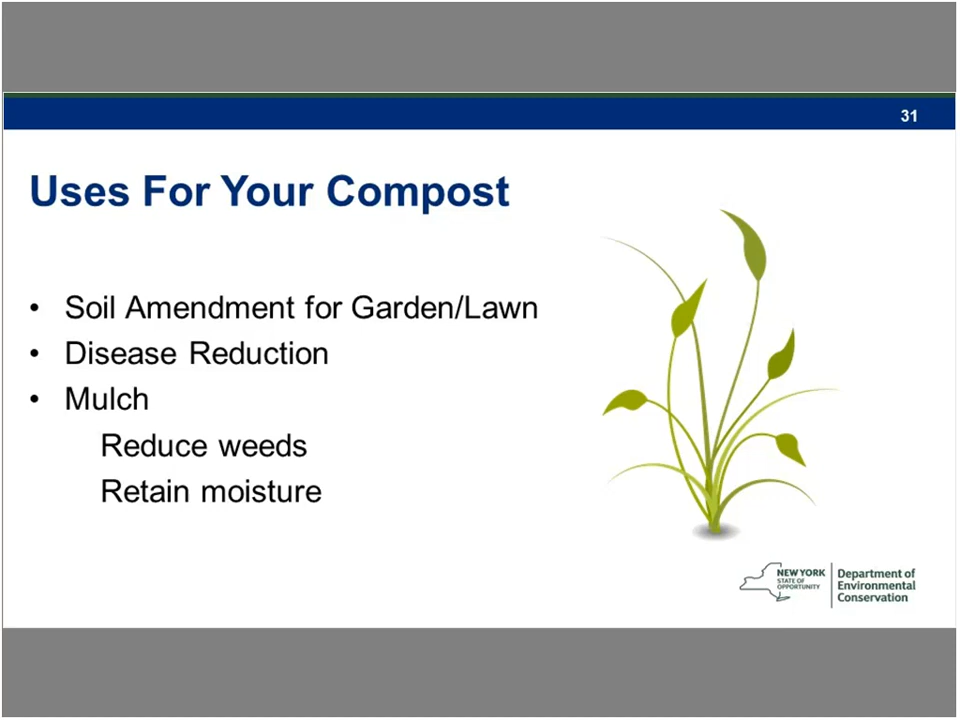 31
Uses For Your Compost
• Soil Amendment for Garden/Lawn
• Disease Reduction
• Mulch
Reduce weeds
Retain moisture
NEW YORK
STATE OF
OPPORTUNITY
Department of
Environmental
Conservation